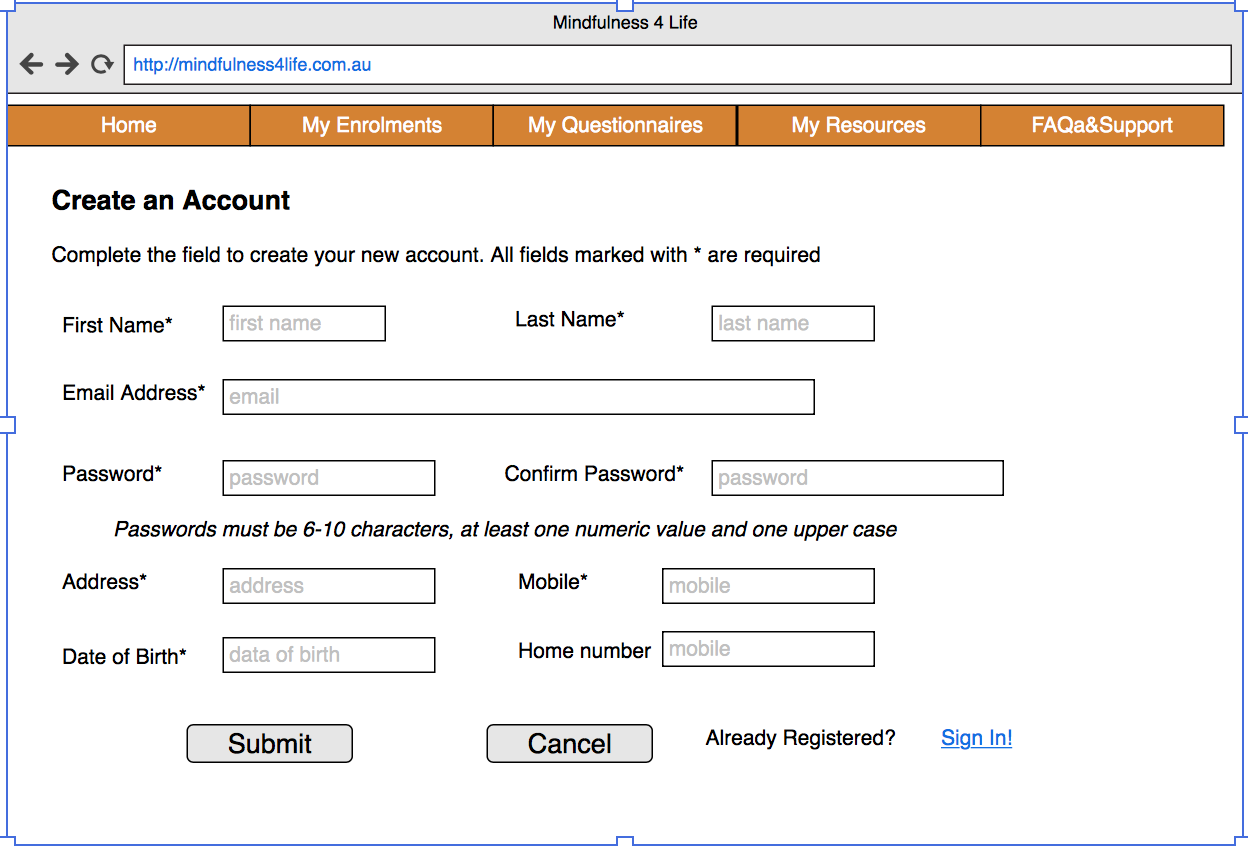 Mindfulness 4 Life
http://mindfulness4life.com.au
Home My Enrolments My Questionnaires My Resources FAQa&Support
Create an Account
Complete the field to create your new account. All fields marked with * are required
First Name* first name Last Name* last name
Email Address* email
Password* password Confirm Password* password
Passwords must be 6-10 characters, at least one numeric value and one upper case
Address* address Mobile* mobile
Date of Birth* data of birth Home number mobile
Submit Cancel Already Registered? Sign In!